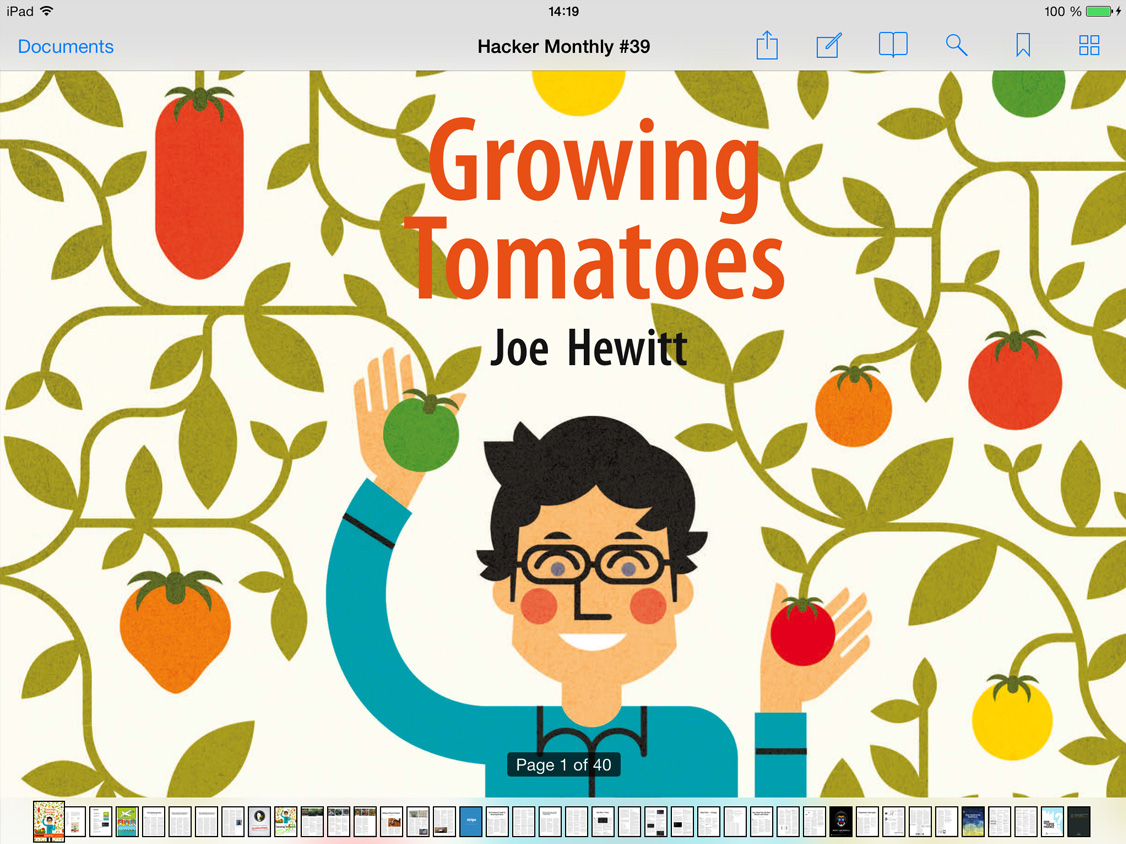 iPad 14:19 100 %
Documents Hacker Monthly #39
Growing
Tomatoes
Joe Hewitt
Page 1 of 40